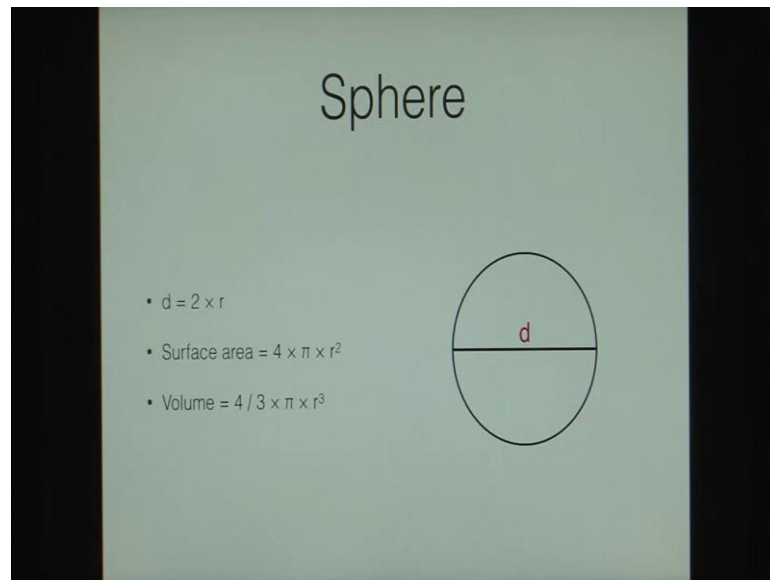 Sphere
• d = 2 × r
• Surface area = 4 × π × r²
• Volume = 4 / 3 × π × r³
d